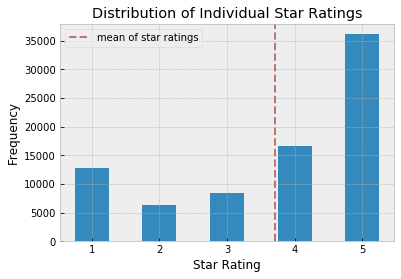 Distribution of Individual Star Ratings
mean of star ratings
Frequency
35000
30000
25000
20000
15000
10000
5000
0
1 2 3 4 5
Star Rating